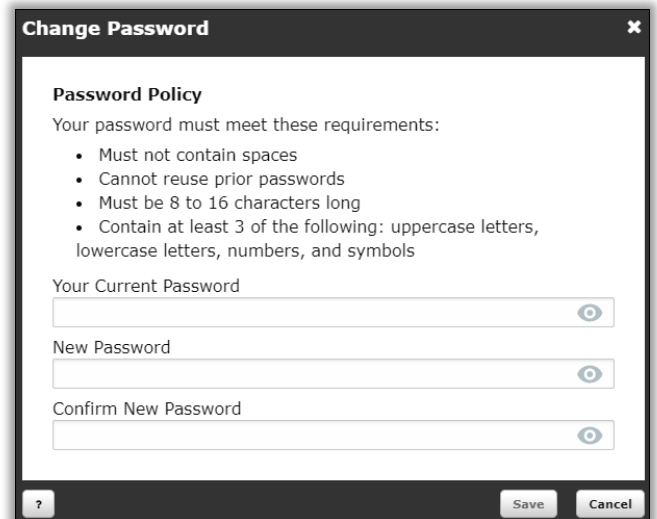 Change Password
Password Policy
Your password must meet these requirements:
• Must not contain spaces
• Cannot reuse prior passwords
• Must be 8 to 16 characters long
• Contain at least 3 of the following: uppercase letters,
lowercase letters, numbers, and symbols
Your Current Password
New Password
Confirm New Password
? Save Cancel